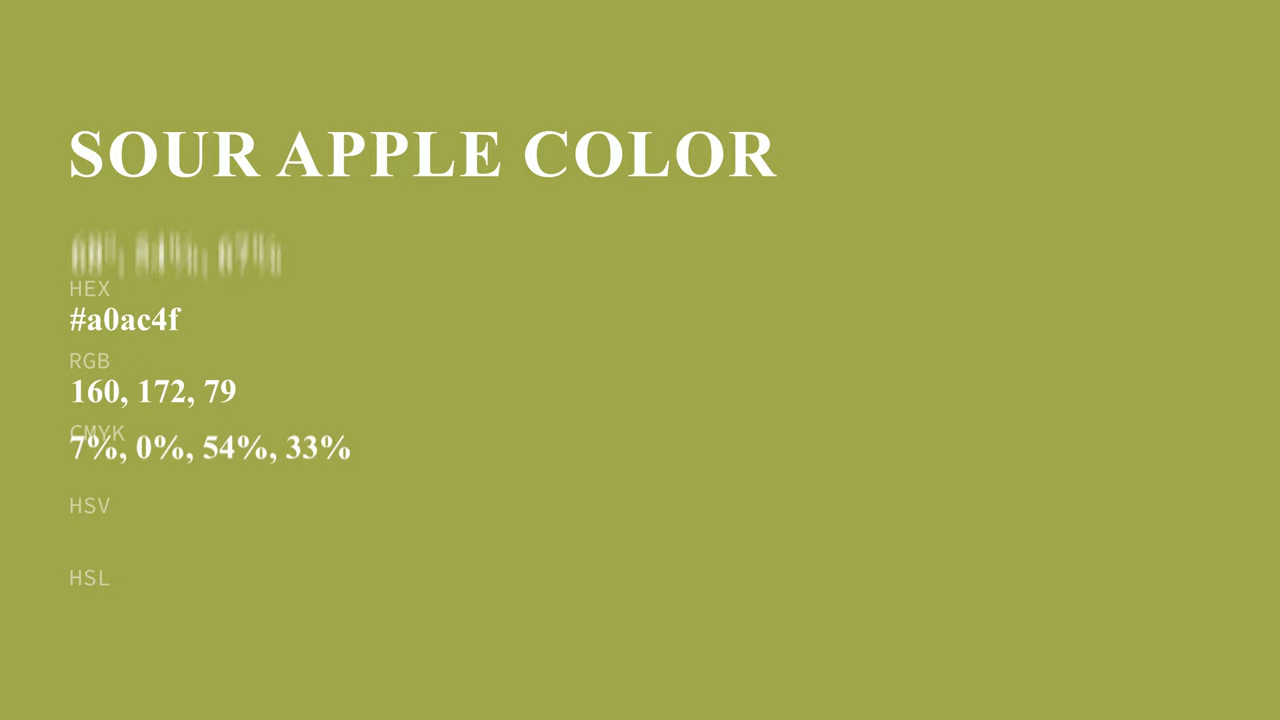 SOUR APPLE COLOR
HEX
#a0ac4f
RGB
160, 172, 79
CMYK
7%, 0%, 54%, 33%
HSV
HSL